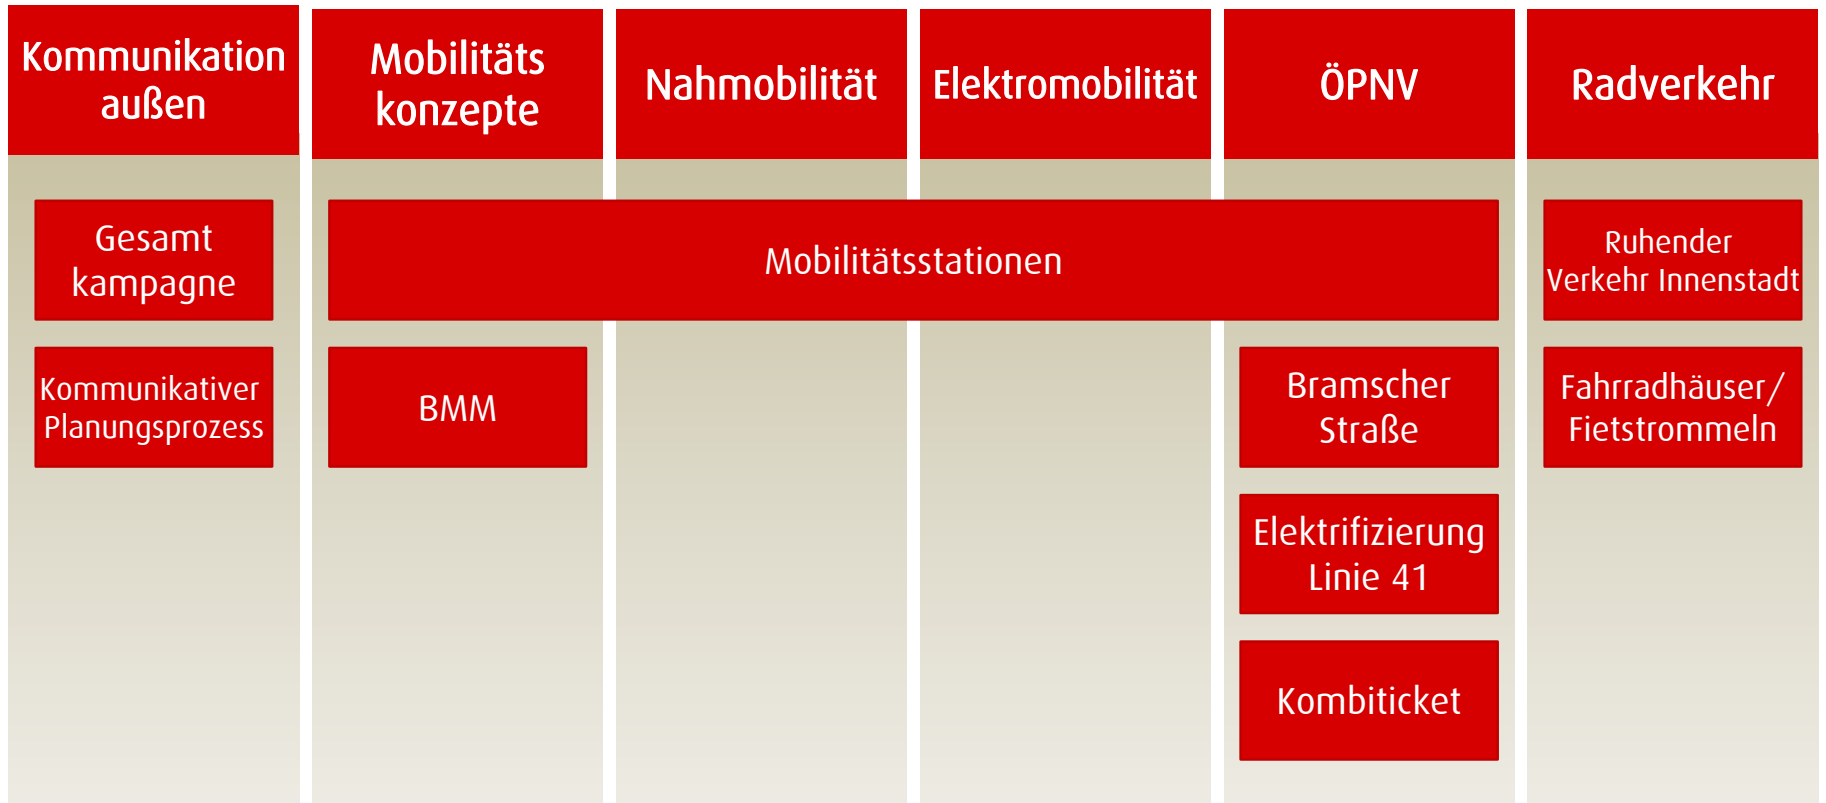 Kommunikation
außen
Mobilitäts
konzepte
Nahmobilität
Elektromobilität
ÖPNV
Radverkehr
Gesamt
kampagne
Mobilitätsstationen
Ruhender
Verkehr Innenstadt
Kommunikativer
Planungsprozess
BMM
Bramscher
Straße
Fahrradhäuser/
Fietstrommeln
Elektrifizierung
Linie 41
Kombiticket